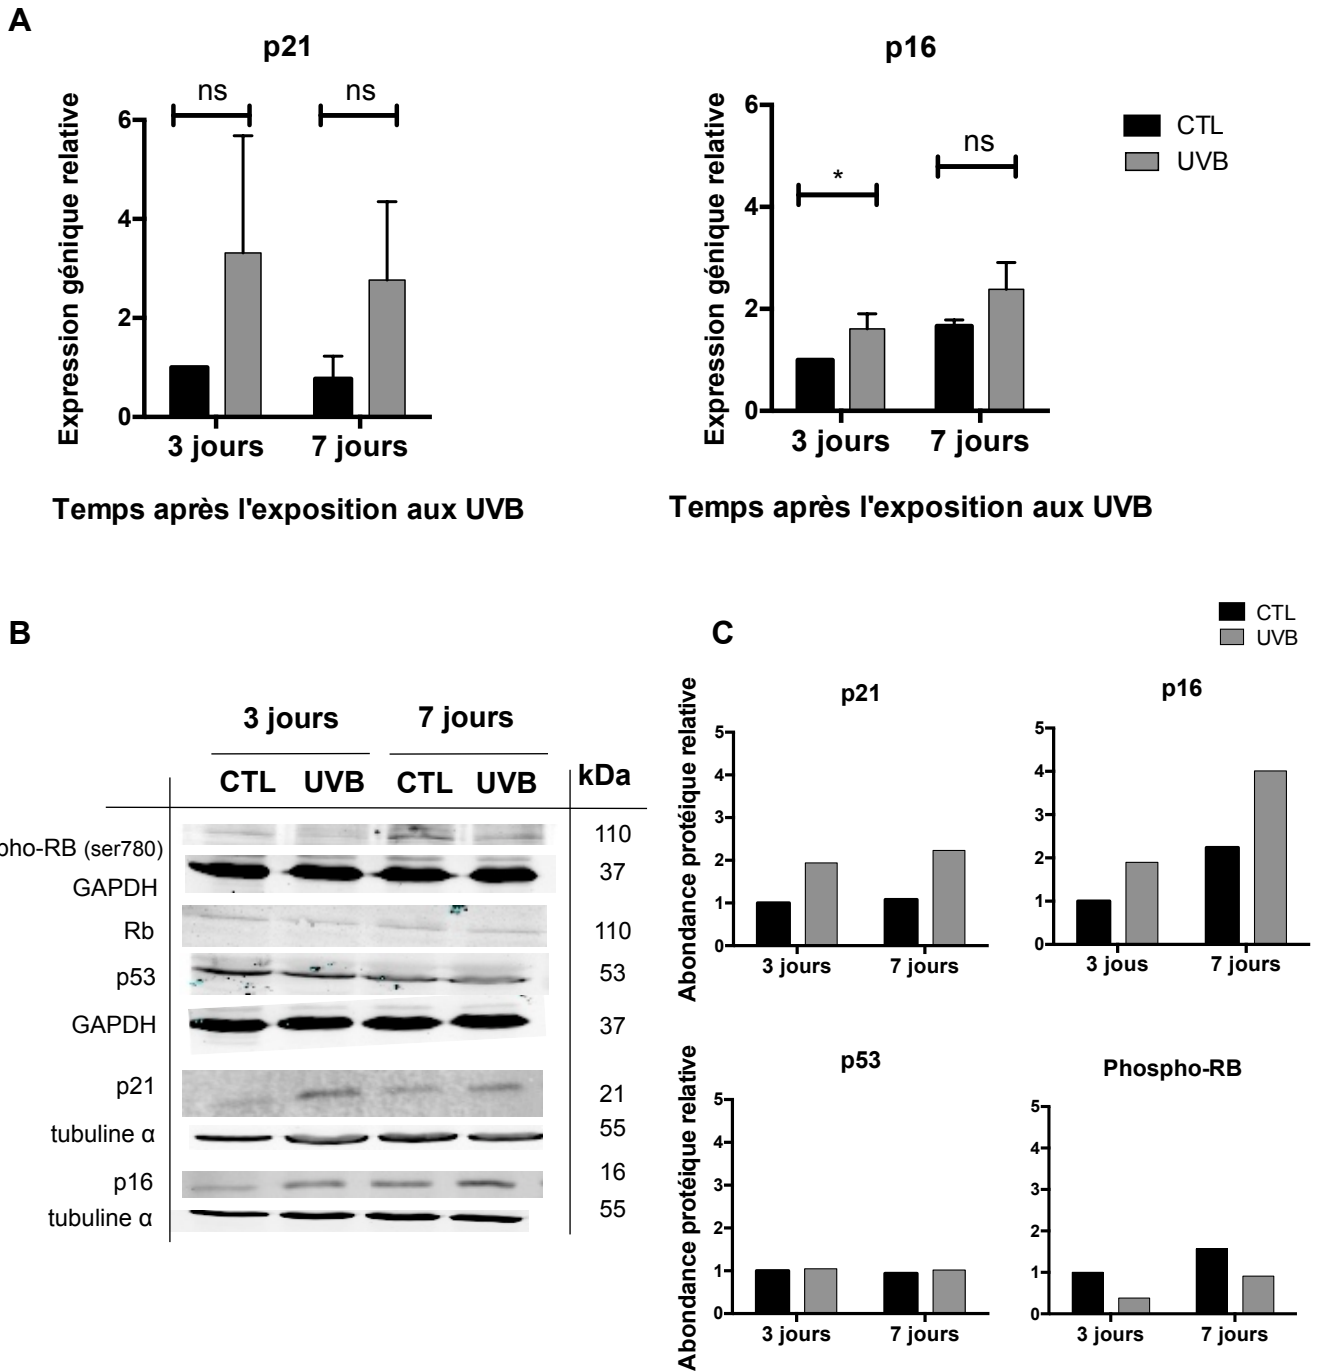 A
p21
ns
ns
Expression génique relative
6
4
2
0
3 jours
7 jours
Temps après l'exposition aux UVB
p16
*
ns
Expression génique relative
6
4
2
0
3 jours
7 jours
Temps après l'exposition aux UVB
CTL
UVB
B
3 jours
7 jours
CTL
UVB
CTL
UVB
kDa
pho-RB (ser780)
110
GAPDH
37
Rb
110
p53
53
GAPDH
37
p21
21
tubuline α
55
p16
16
tubuline α
55
C
CTL
UVB
p21
Abondance protéique relative
5
4
3
2
1
0
3 jours
7 jours
p16
5
4
3
2
1
0
3 jous
7 jours
p53
Abondance protéique relative
5
4
3
2
1
0
3 jours
7 jours
Phospho-RB
5
4
3
2
1
0
3 jours
7 jours